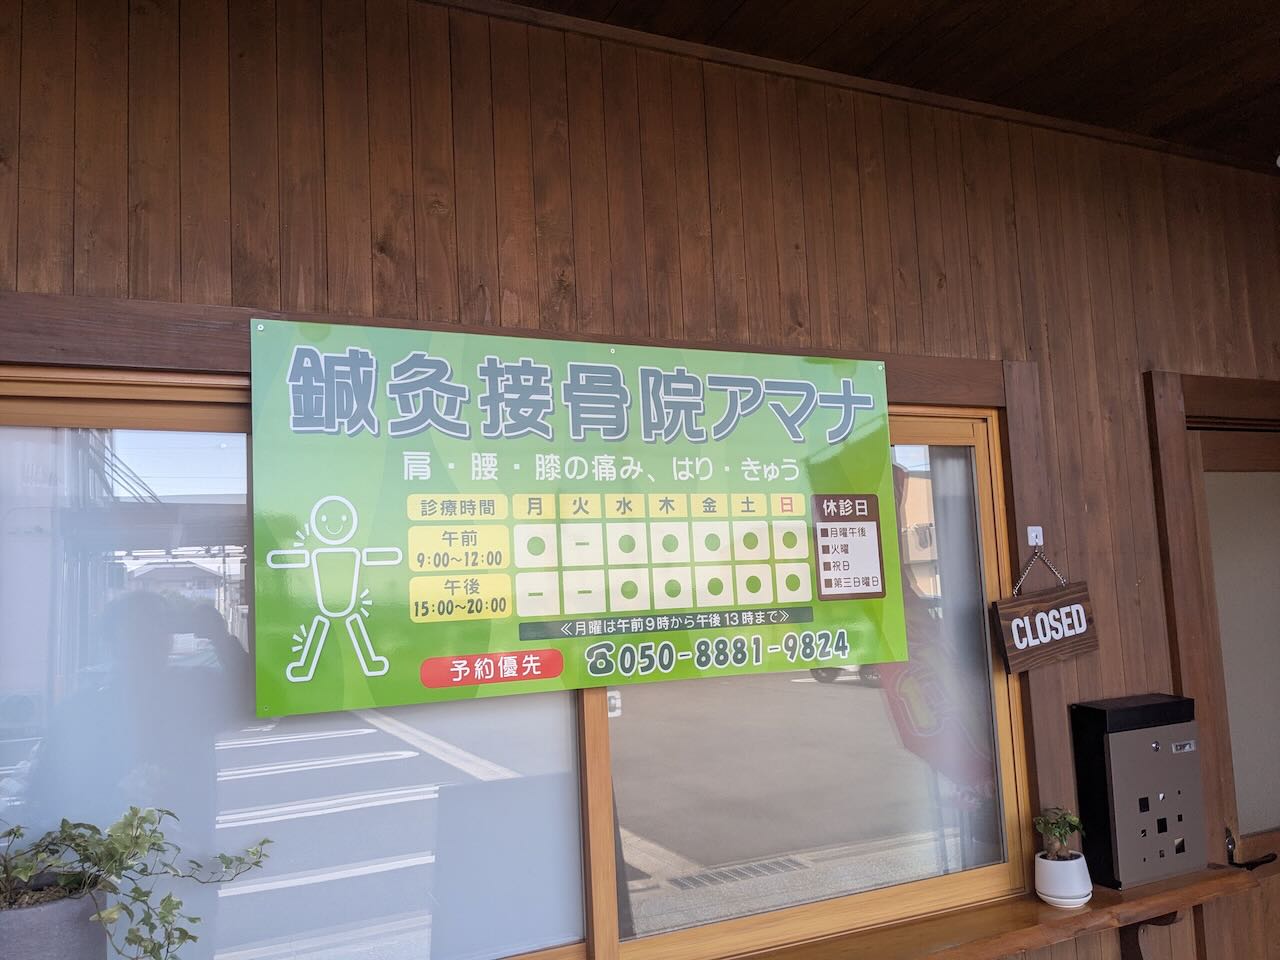 鍼灸接骨院アマナ
肩・腰・膝の痛み、はり・きゅう
診療時間 月 火 水 木 金 土 日
午前 9:00〜12:00 ● − ● ● ● ● ●
午後 15:00〜20:00 − − ● ● ● ● ●
≪月曜は午前9時から午後13時まで≫
休診日
■月曜午後
■火曜
■祝日
■第三日曜日
予約優先 ☎050-8881-9824
CLOSED